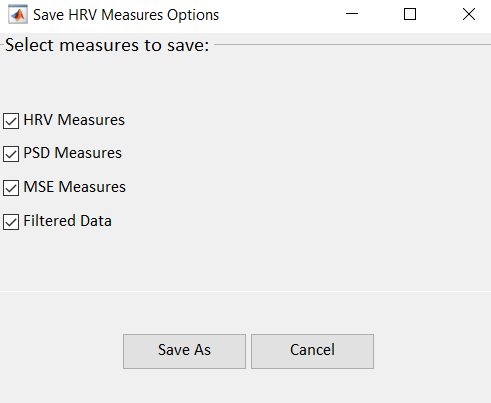 Save HRV Measures Options
Select measures to save:
HRV Measures
PSD Measures
MSE Measures
Filtered Data
Save As
Cancel